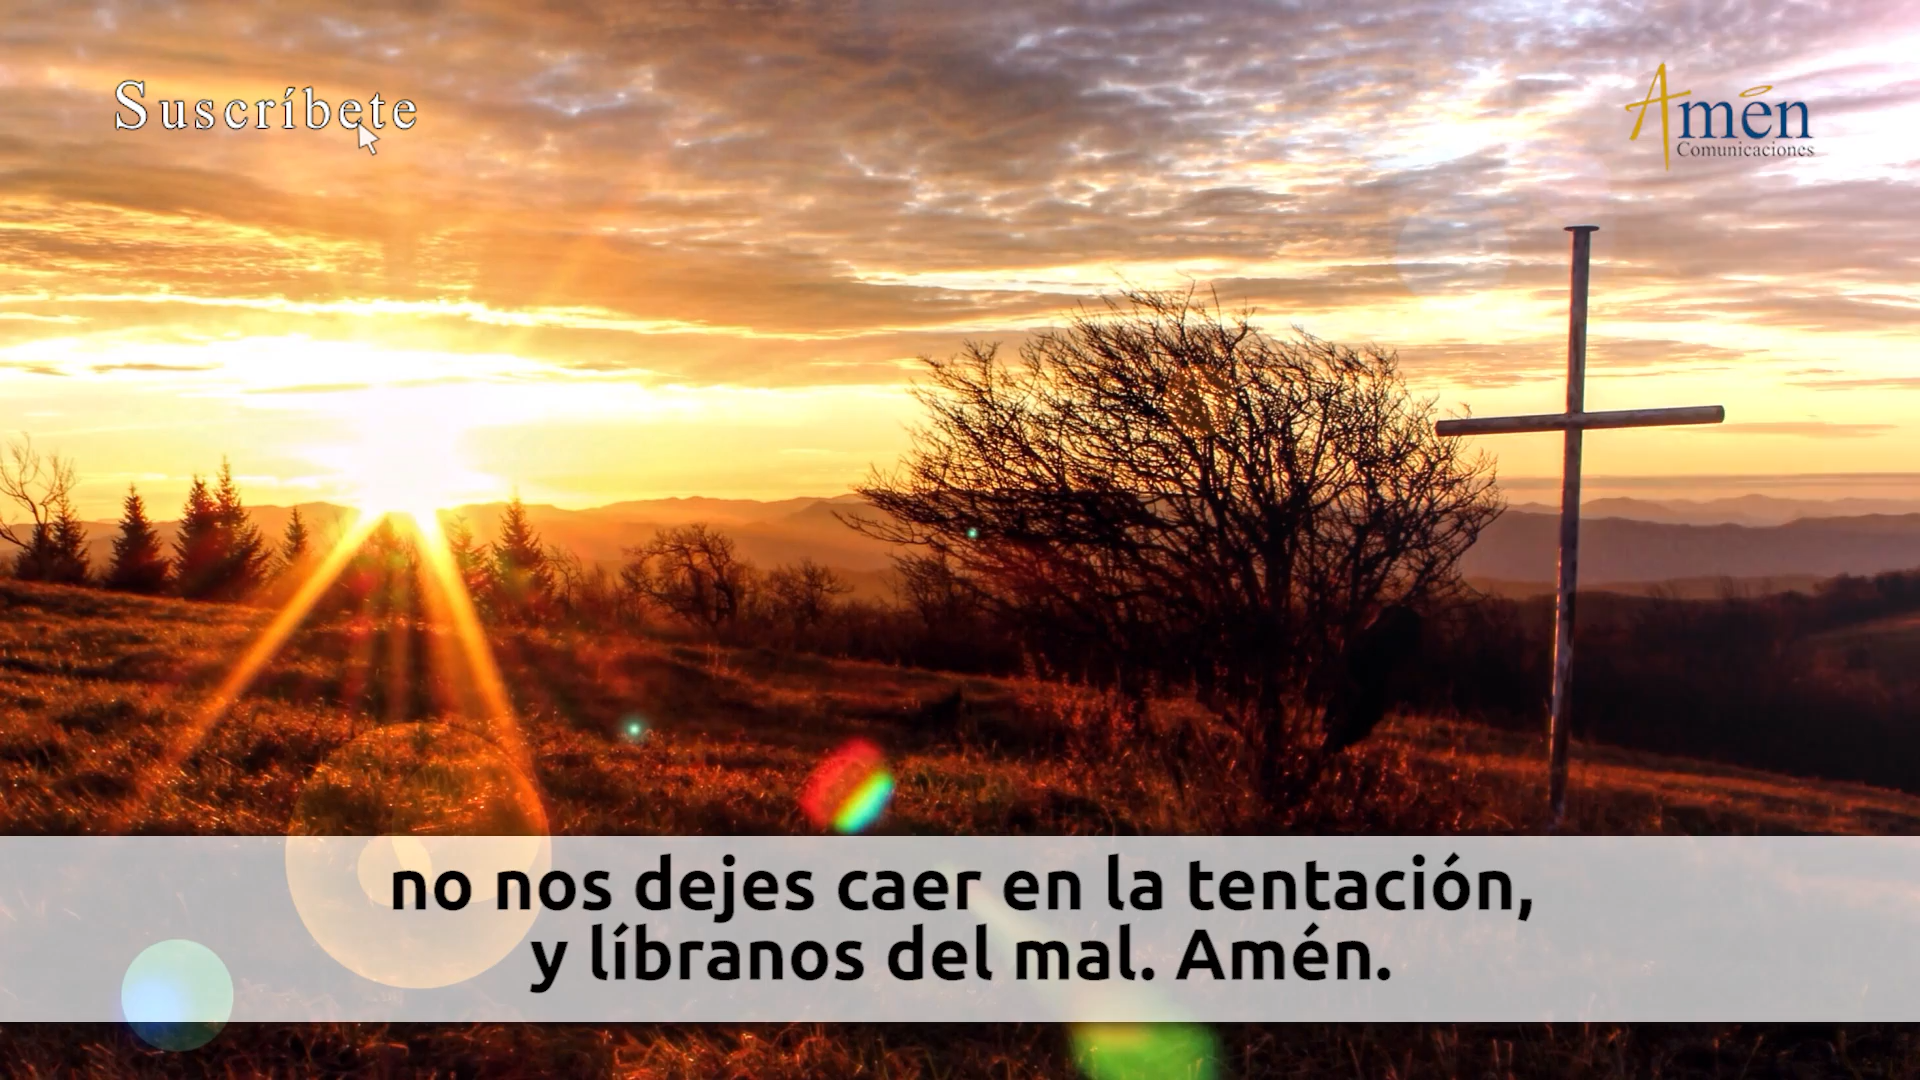 Suscríbete
Amén
Comunicaciones
no nos dejes caer en la tentación,
y líbranos del mal. Amén.